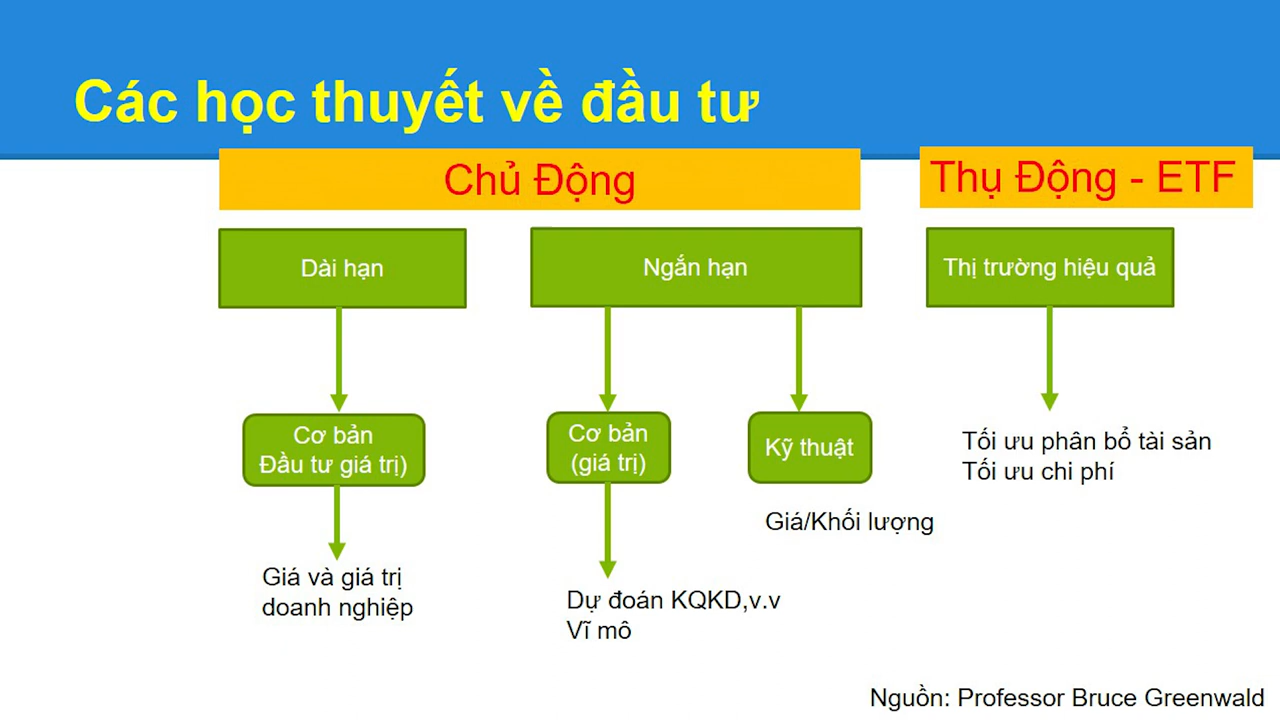 Các học thuyết về đầu tư
Chủ Động
Thụ Động - ETF
Dài hạn
Ngắn hạn
Thị trường hiệu quả
Cơ bản
Đầu tư giá trị)
Cơ bản
(giá trị)
Kỹ thuật
Tối ưu phân bổ tài sản
Tối ưu chi phí
Giá/Khối lượng
Giá và giá trị
doanh nghiệp
Dự đoán KQKD,v.v
Vĩ mô
Nguồn: Professor Bruce Greenwald